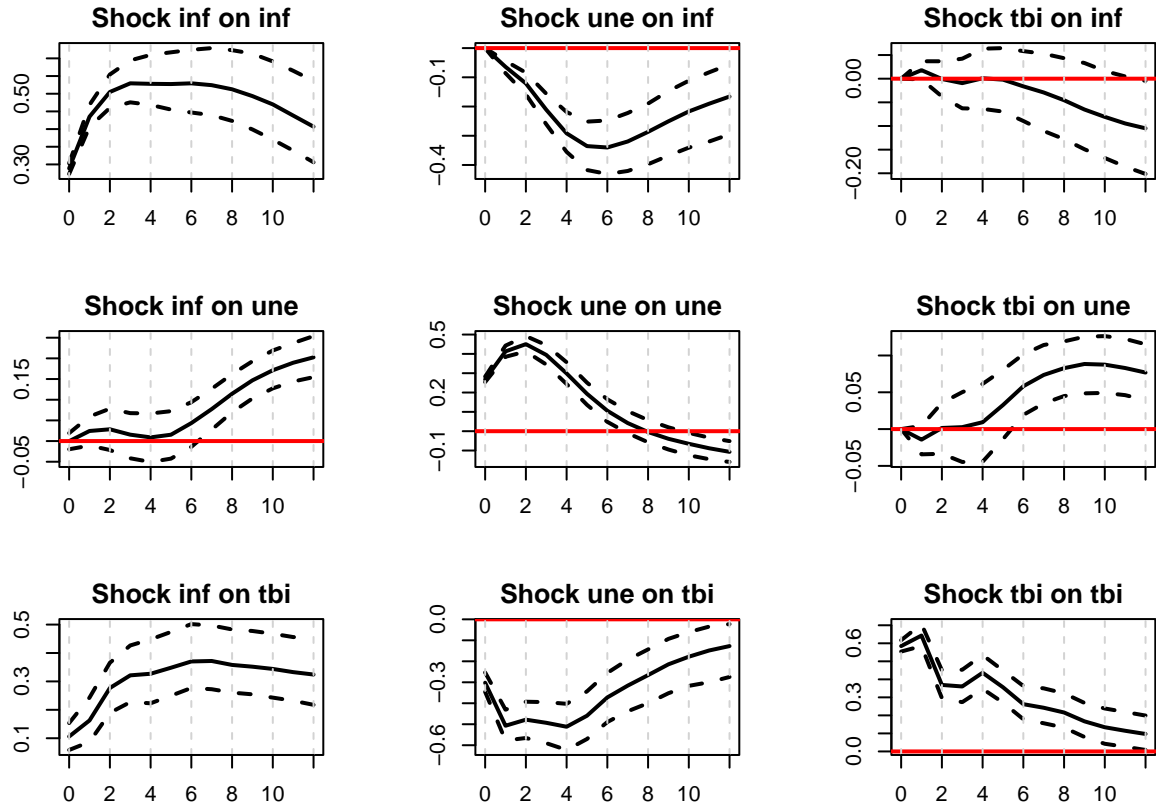 Shock inf on inf
Shock une on inf
Shock tbi on inf
0.50
0.30
0 2 4 6 8 10
−0.1
−0.4
0 2 4 6 8 10
0.00
−0.20
0 2 4 6 8 10
Shock inf on une
Shock une on une
Shock tbi on une
0.15
−0.05
0 2 4 6 8 10
0.5
0.2
−0.1
0 2 4 6 8 10
0.05
−0.05
0 2 4 6 8 10
Shock inf on tbi
Shock une on tbi
Shock tbi on tbi
0.5
0.3
0.1
0 2 4 6 8 10
0.0
−0.3
−0.6
0 2 4 6 8 10
0.6
0.3
0.0
0 2 4 6 8 10